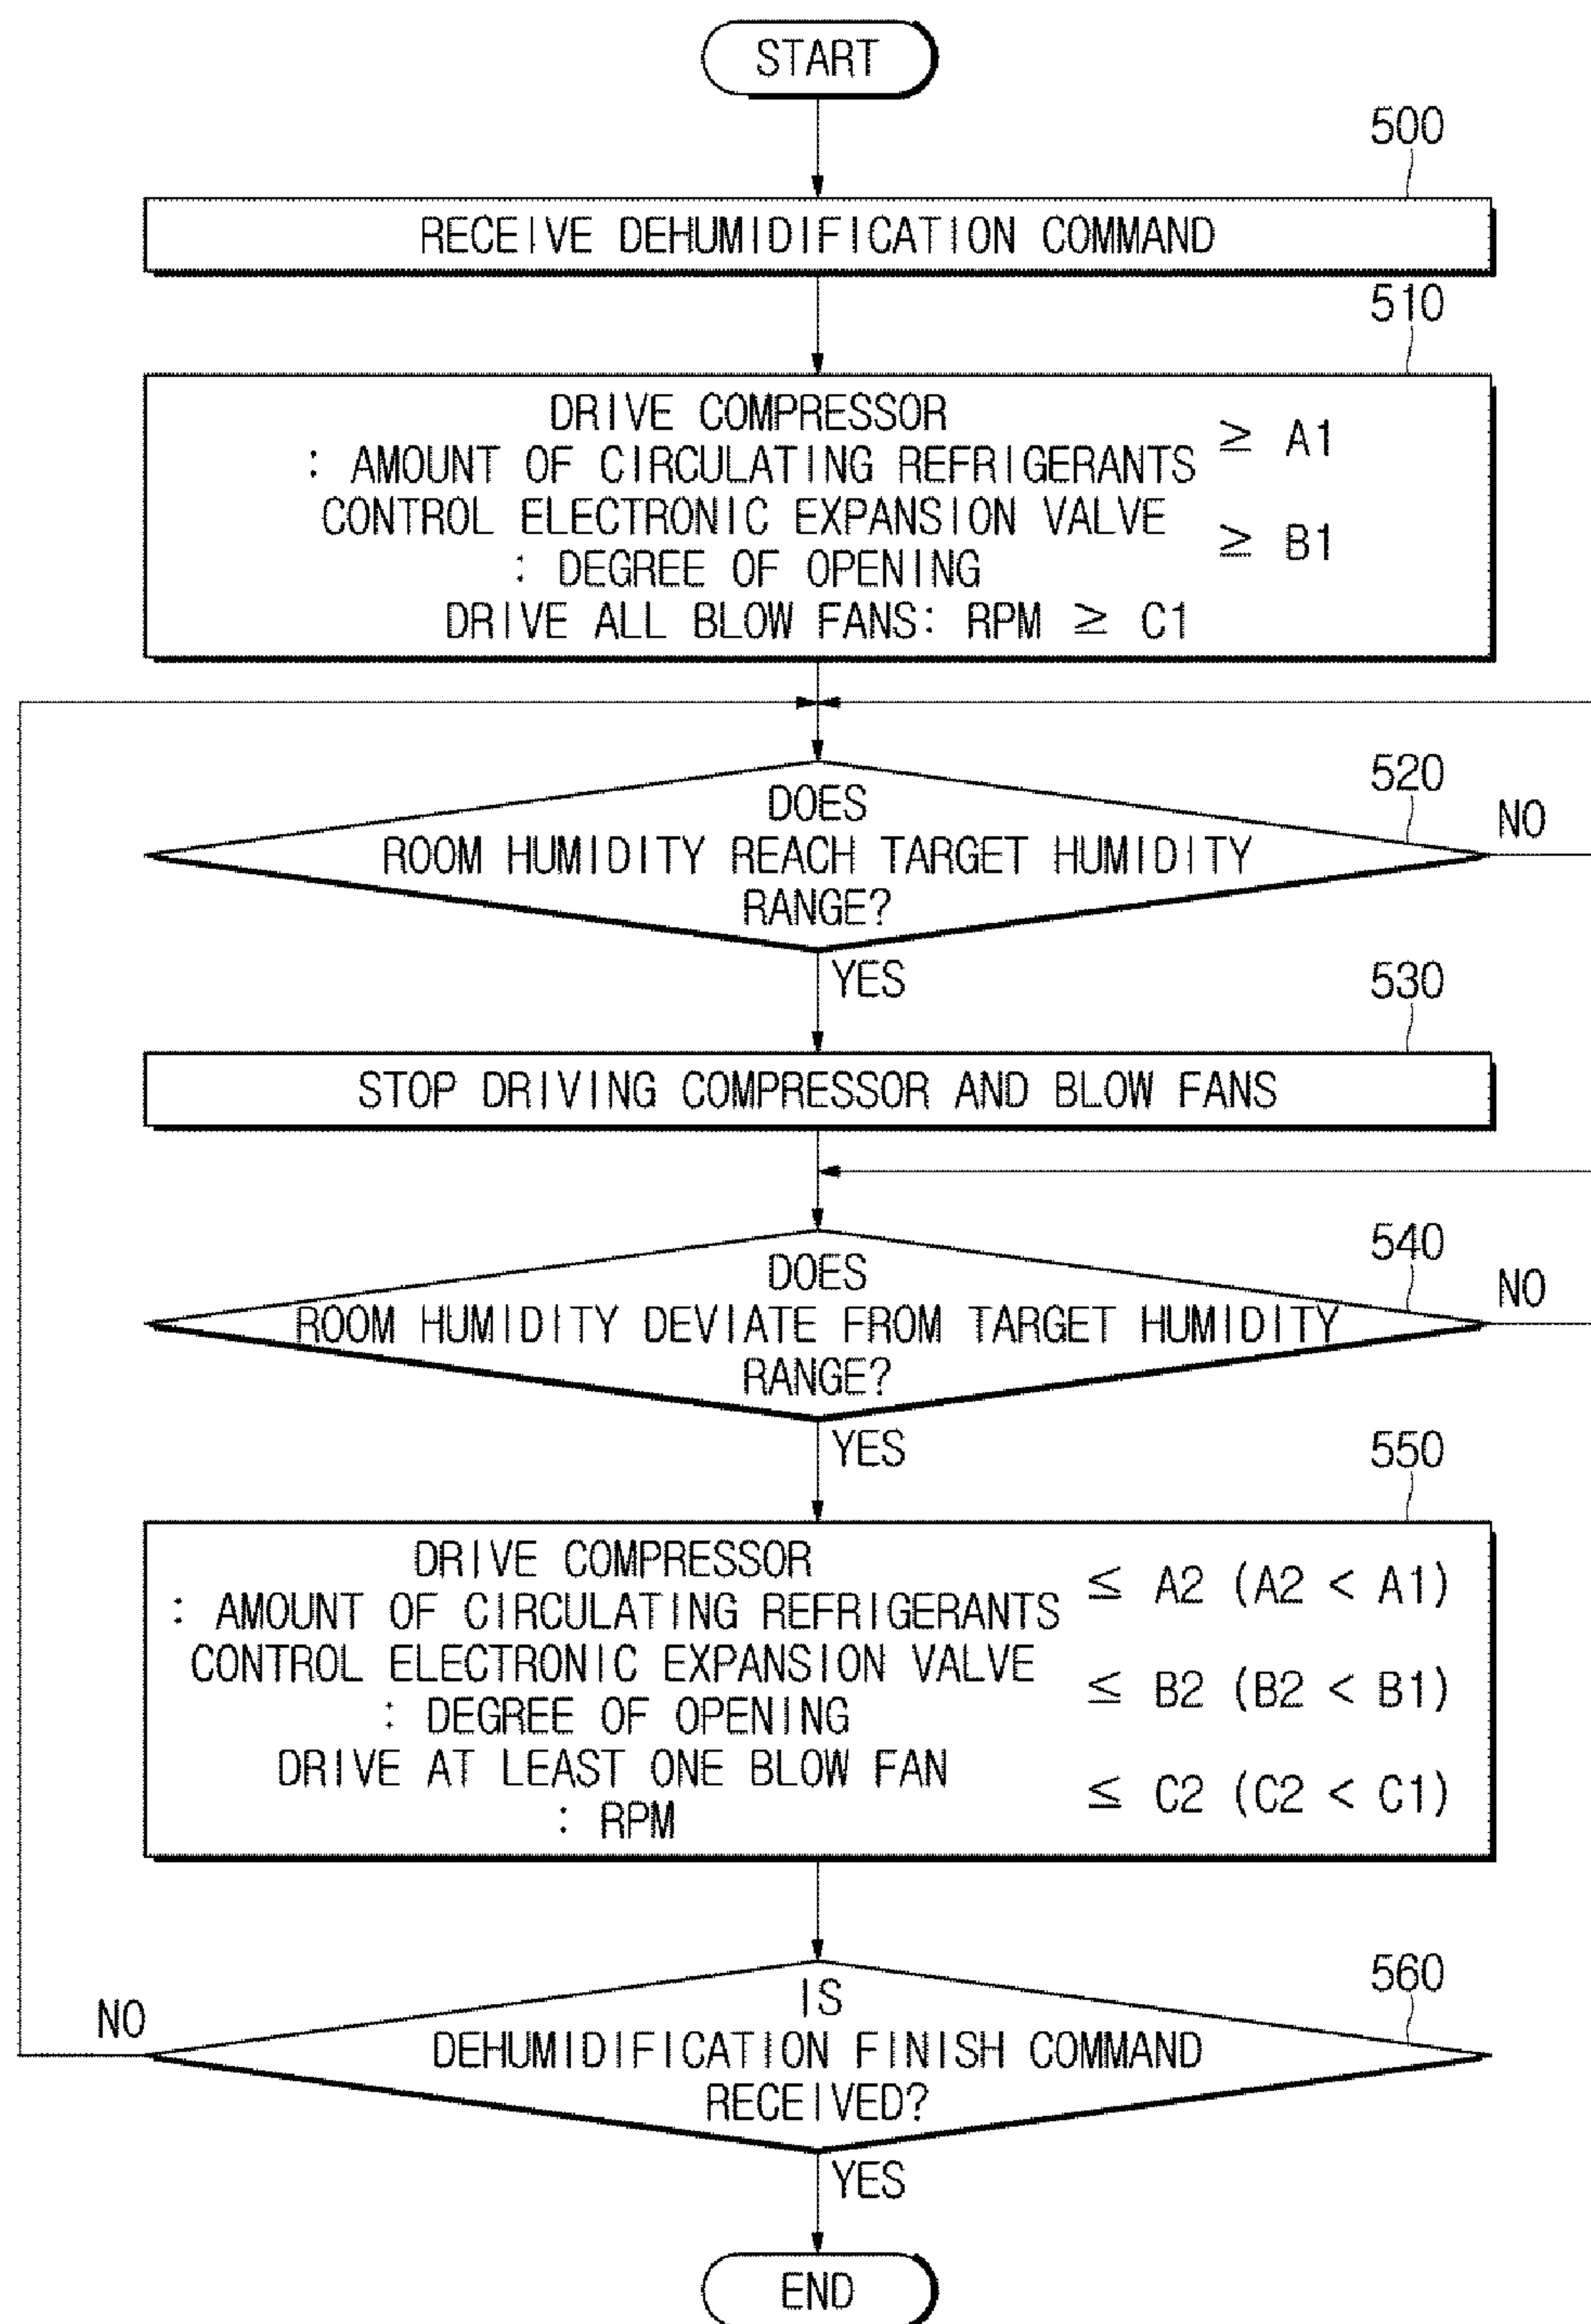 START
500
RECEIVE DEHUMIDIFICATION COMMAND
510
DRIVE COMPRESSOR
: AMOUNT OF CIRCULATING REFRIGERANTS ≥ A1
CONTROL ELECTRONIC EXPANSION VALVE
: DEGREE OF OPENING ≥ B1
DRIVE ALL BLOW FANS: RPM ≥ C1
520
DOES
ROOM HUMIDITY REACH TARGET HUMIDITY
RANGE?
NO
YES
530
STOP DRIVING COMPRESSOR AND BLOW FANS
540
DOES
ROOM HUMIDITY DEVIATE FROM TARGET HUMIDITY
RANGE?
NO
YES
550
DRIVE COMPRESSOR
: AMOUNT OF CIRCULATING REFRIGERANTS ≤ A2 (A2 < A1)
CONTROL ELECTRONIC EXPANSION VALVE
: DEGREE OF OPENING ≤ B2 (B2 < B1)
DRIVE AT LEAST ONE BLOW FAN
: RPM ≤ C2 (C2 < C1)
560
IS
DEHUMIDIFICATION FINISH COMMAND
RECEIVED?
NO
YES
END